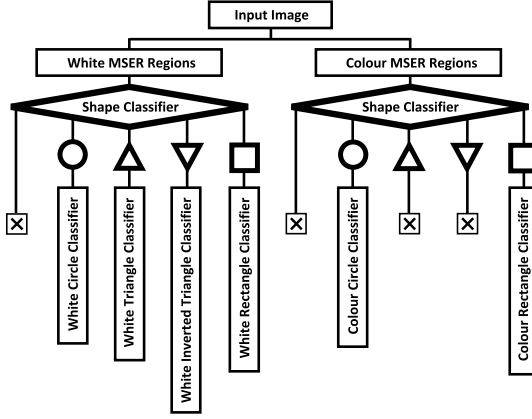 Input Image
White MSER Regions
Colour MSER Regions
Shape Classifier
Shape Classifier
White Circle Classifier
White Triangle Classifier
White Inverted Triangle Classifier
White Rectangle Classifier
Colour Circle Classifier
Colour Rectangle Classifier